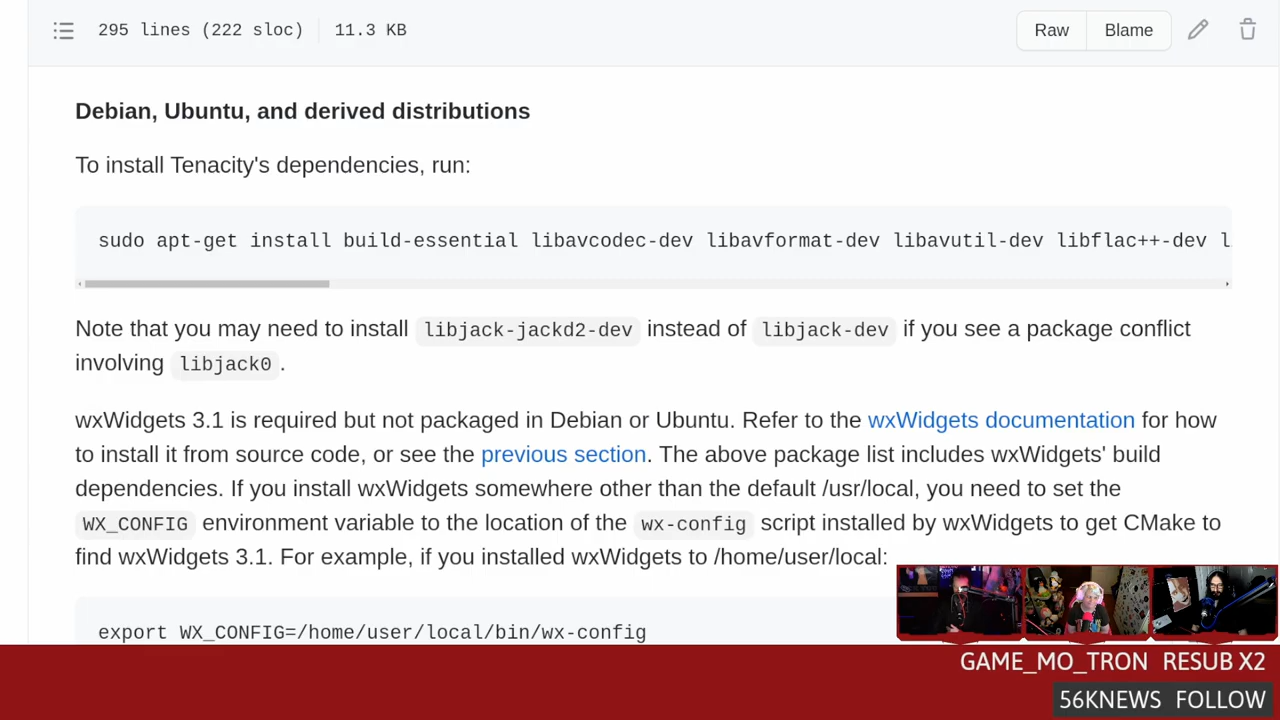 295 lines (222 sloc) 11.3 KB Raw Blame
Debian, Ubuntu, and derived distributions
To install Tenacity's dependencies, run:
sudo apt-get install build-essential libavcodec-dev libavformat-dev libavutil-dev libflac++-dev l
Note that you may need to install libjack-jackd2-dev instead of libjack-dev if you see a package conflict
involving libjack0.
wxWidgets 3.1 is required but not packaged in Debian or Ubuntu. Refer to the wxWidgets documentation for how
to install it from source code, or see the previous section. The above package list includes wxWidgets' build
dependencies. If you install wxWidgets somewhere other than the default /usr/local, you need to set the
WX_CONFIG environment variable to the location of the wx-config script installed by wxWidgets to get CMake to
find wxWidgets 3.1. For example, if you installed wxWidgets to /home/user/local:
export WX_CONFIG=/home/user/local/bin/wx-config
GAME_MO_TRON RESUB X2
56KNEWS FOLLOW